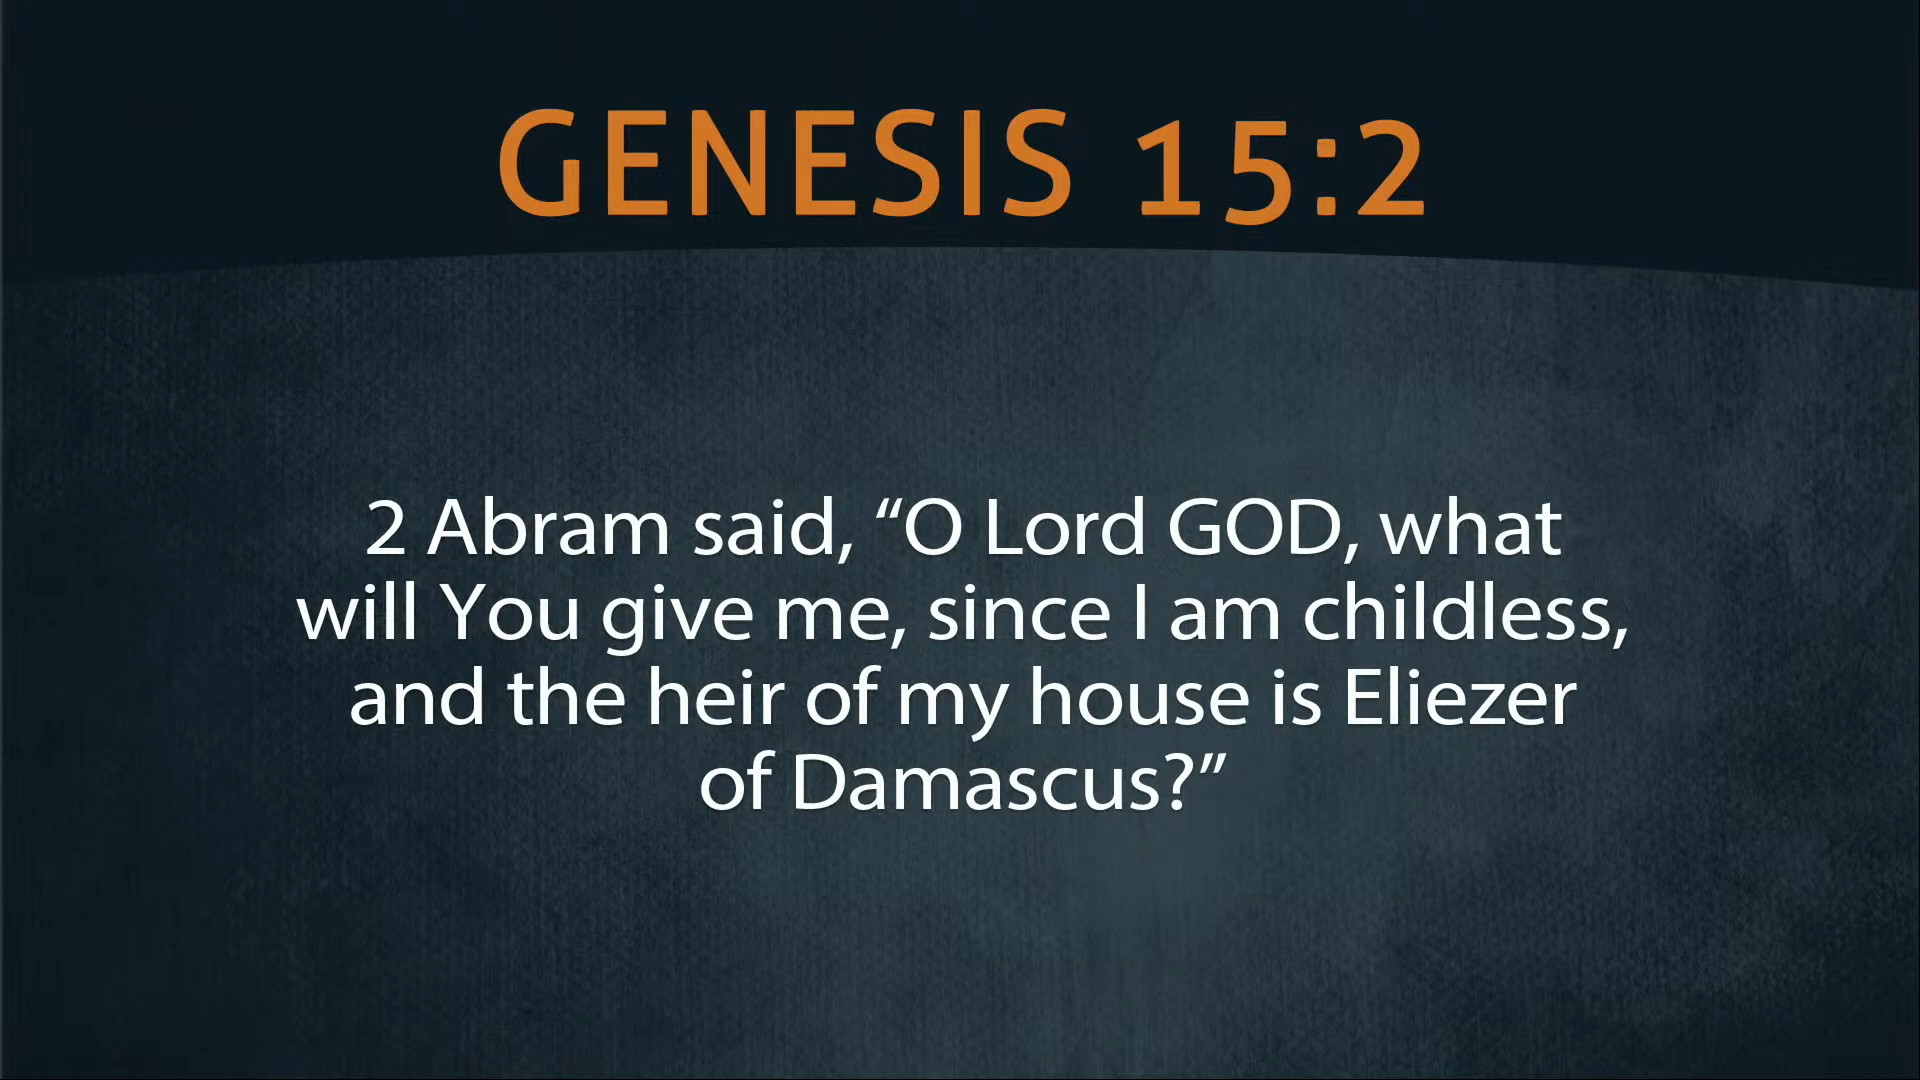 GENESIS 15:2
2 Abram said, “O Lord GOD, what
will You give me, since I am childless,
and the heir of my house is Eliezer
of Damascus?”